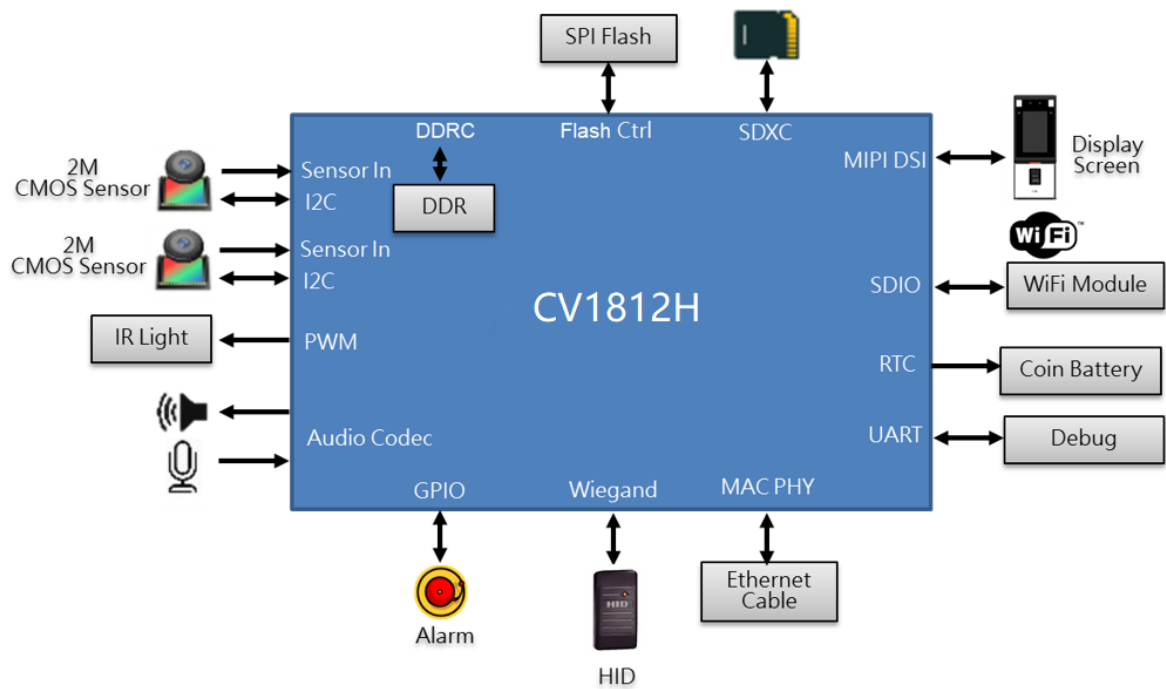 SPI Flash
DDRC
Flash Ctrl
SDXC
2M
CMOS Sensor
Sensor In
I2C
DDR
MIPI DSI
Display
Screen
2M
CMOS Sensor
Sensor In
I2C
WiFi™
SDIO
WiFi Module
CV1812H
IR Light
PWM
RTC
Coin Battery
Audio Codec
UART
Debug
GPIO
Wiegand
MAC PHY
Alarm
HID
Ethernet
Cable
HID